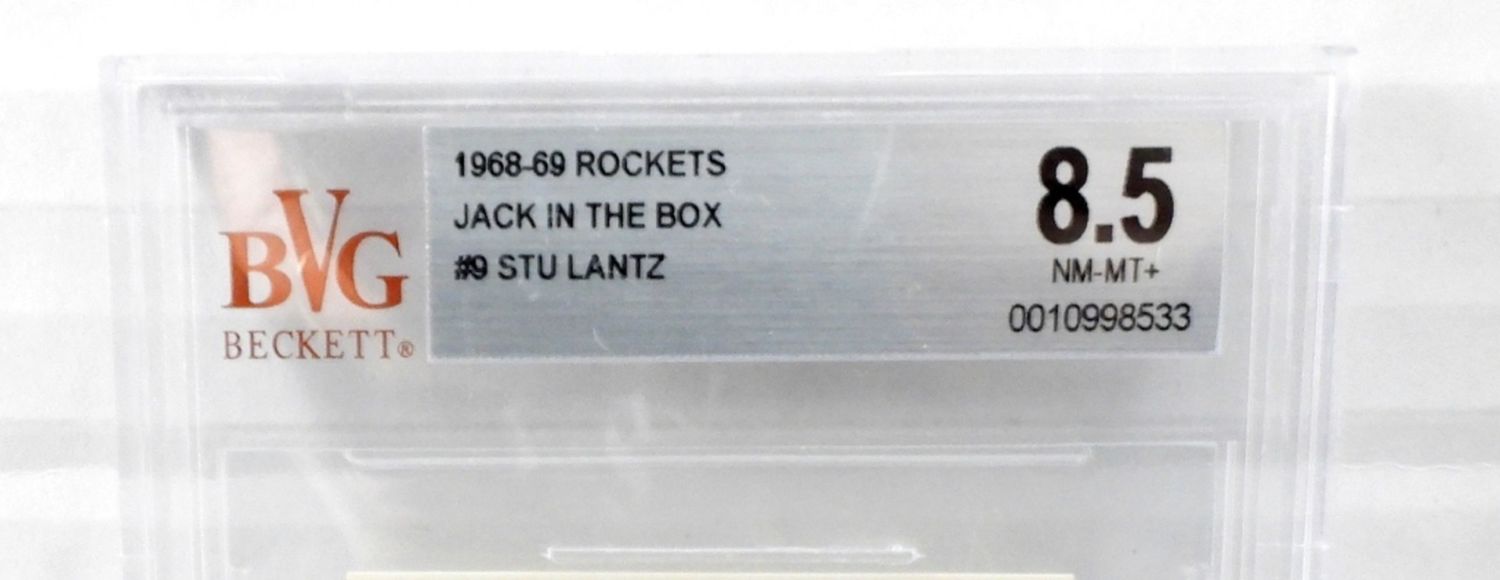 BVG
BECKETT®
1968-69 ROCKETS
JACK IN THE BOX
#9 STU LANTZ
8.5
NM-MT+
0010998533